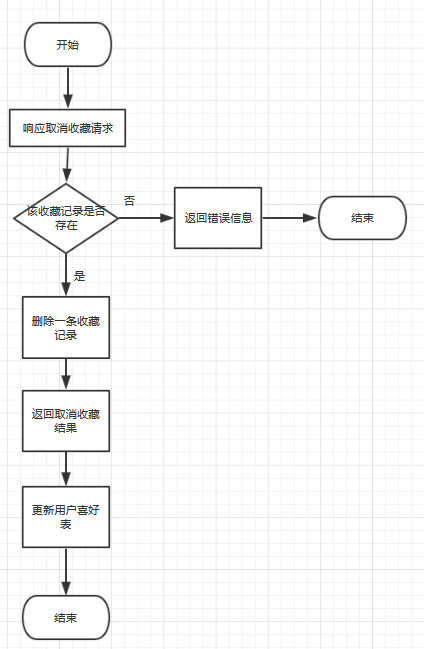 开始
响应取消收藏请求
该收藏记录是否
存在
否
返回错误信息
结束
是
删除一条收藏
记录
返回取消收藏
结果
更新用户喜好
表
结束